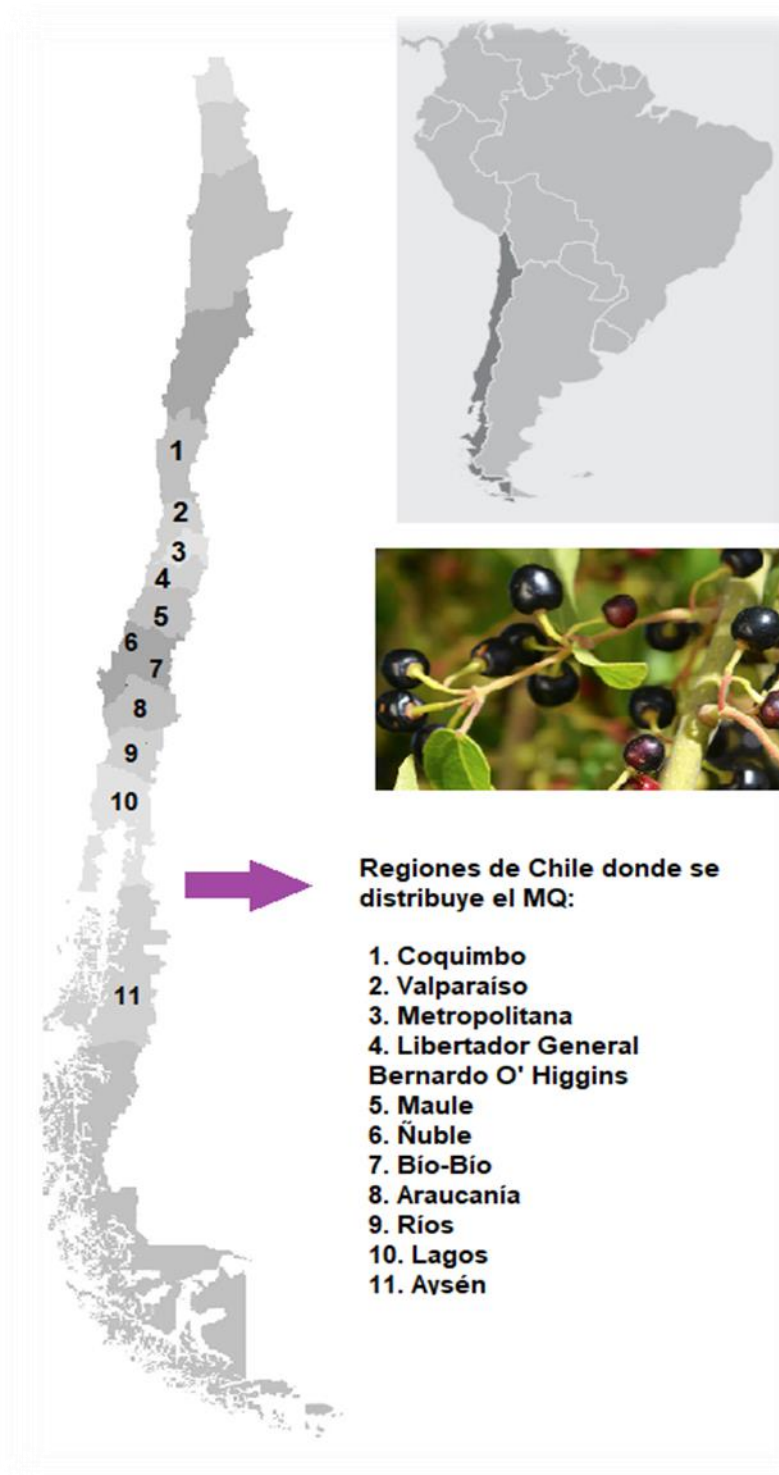 1
2
3
4
5
6
7
8
9
10
11
Regiones de Chile donde se
distribuye el MQ:
1. Coquimbo
2. Valparaíso
3. Metropolitana
4. Libertador General
Bernardo O' Higgins
5. Maule
6. Ñuble
7. Bío-Bío
8. Araucanía
9. Ríos
10. Lagos
11. Aysén